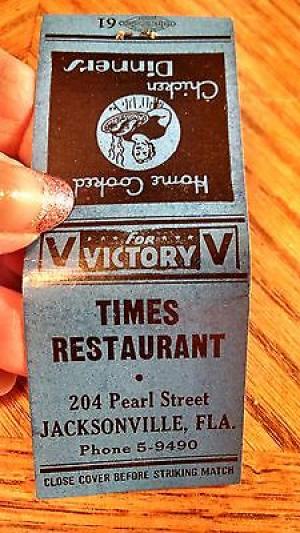 61
Home Cooked
Chicken
Dinners
FOR
V VICTORY V
TIMES
RESTAURANT
204 Pearl Street
JACKSONVILLE, FLA.
Phone 5-9490
CLOSE COVER BEFORE STRIKING MATCH